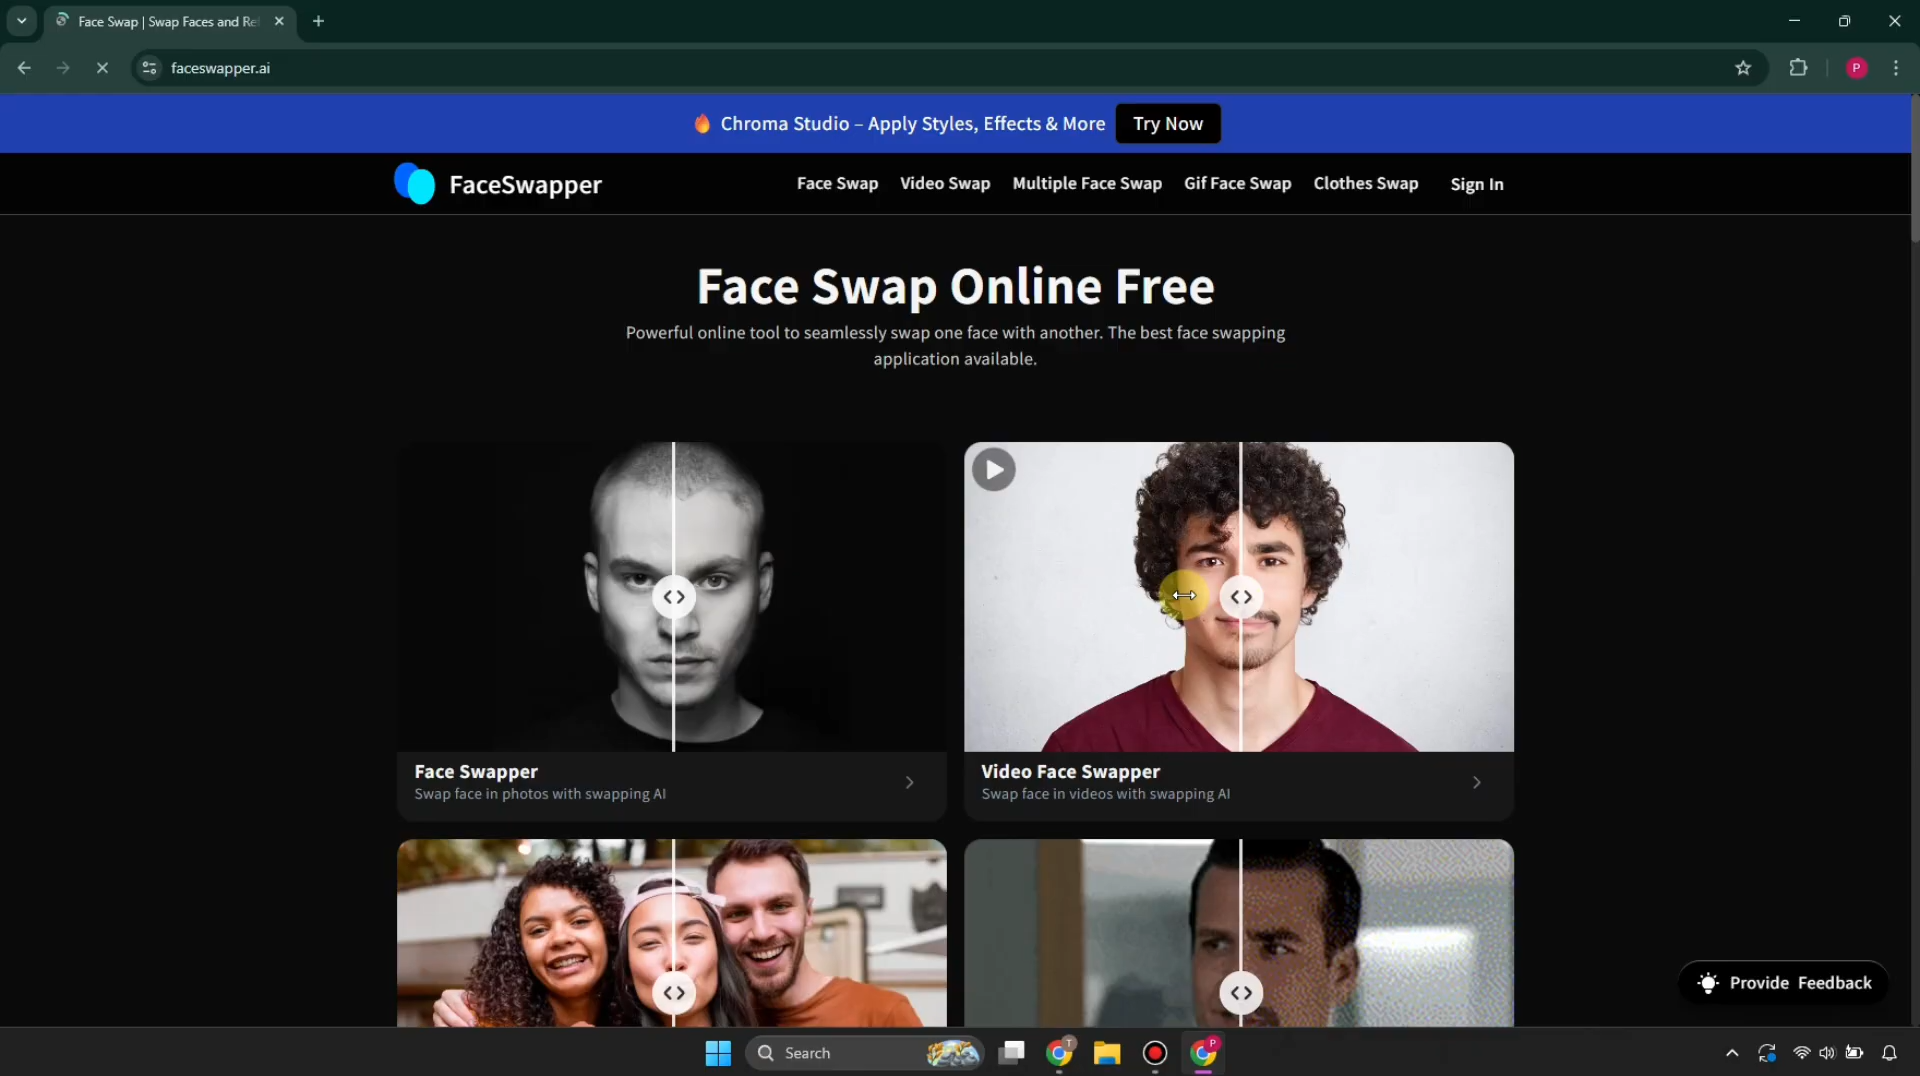 Face Swap | Swap Faces and Re
faceswapper.ai
P
🔥 Chroma Studio – Apply Styles, Effects & More Try Now
FaceSwapper
Face Swap Video Swap Multiple Face Swap Gif Face Swap Clothes Swap Sign In
Face Swap Online Free
Powerful online tool to seamlessly swap one face with another. The best face swapping
application available.
Face Swapper
Swap face in photos with swapping AI
Video Face Swapper
Swap face in videos with swapping AI
Provide Feedback
Search
T
P